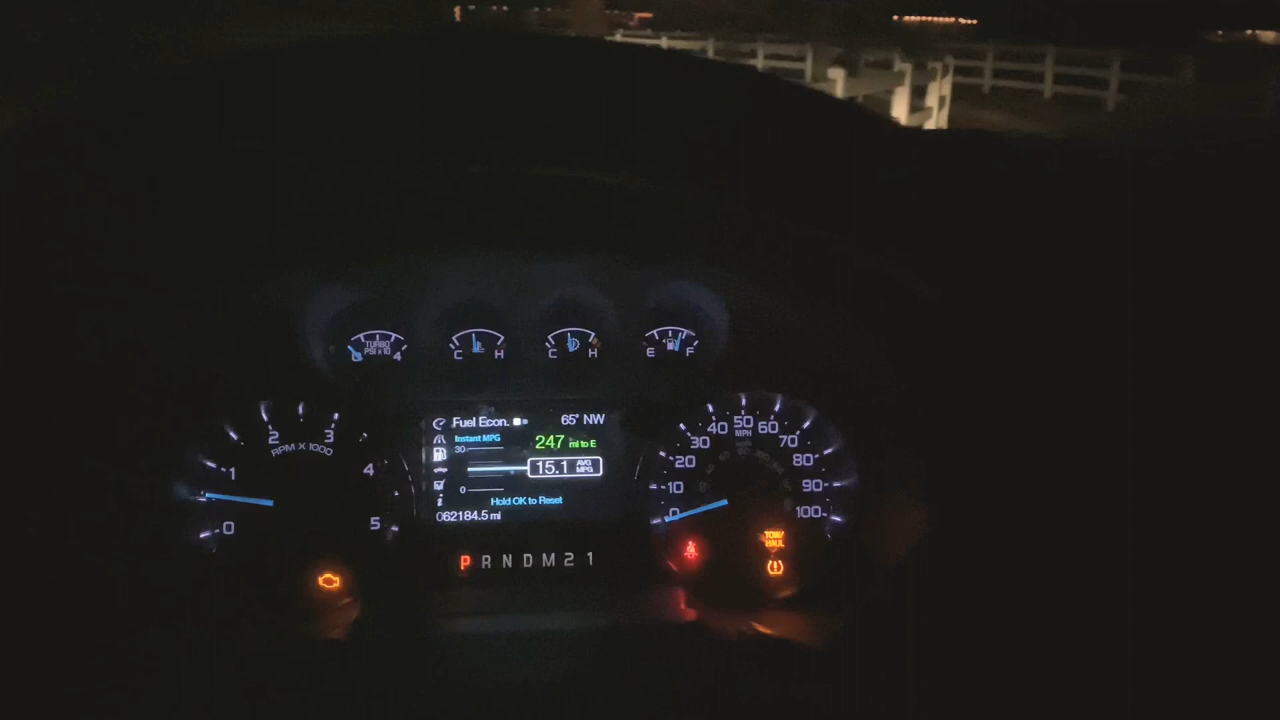 TURBO
PSI x 10
0 4
C H
C H
E F
0 1 2 3 4 5
RPM X 1000
Fuel Econ.
65° NW
Instant MPG
247 mi to E
30
15.1 AVG MPG
0
Hold OK to Reset
062184.5 mi
P R N D M 2 1
0 10 20 30 40 50 60 70 80 90 100
MPH
TOW/
HAUL